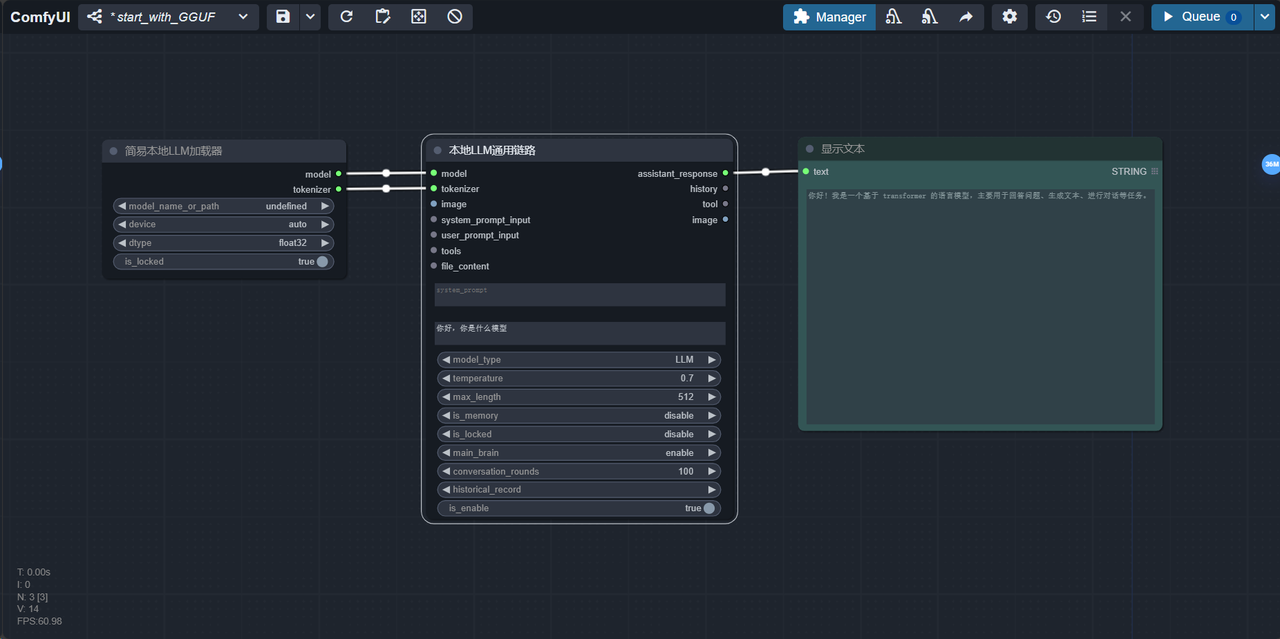 ComfyUI
*start_with_GGUF
Manager
Queue 0
简易本地LLM加载器
model
tokenizer
model_name_or_path undefined
device auto
dtype float32
is_locked true
本地LLM通用链路
model assistant_response
tokenizer history
image tool
system_prompt_input image
user_prompt_input
tools
file_content
system_prompt
你好，你是什么模型
model_type LLM
temperature 0.7
max_length 512
is_memory disable
is_locked disable
main_brain enable
conversation_rounds 100
historical_record
is_enable true
显示文本
text STRING
你好！我是一个基于 transformer 的语言模型，主要用于回答问题、生成文本、进行对话等任务。
36M
T: 0.00s
I: 0
N: 3 [3]
V: 14
FPS:60.98